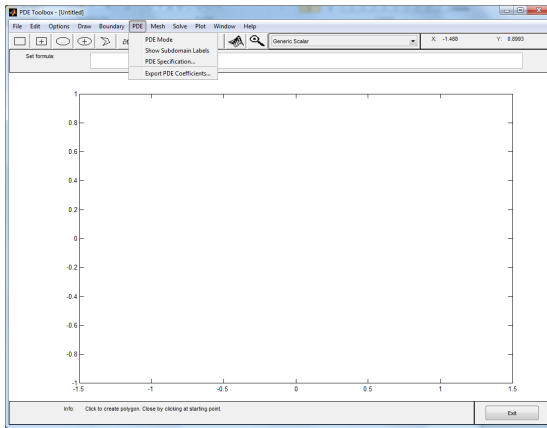 PDE Toolbox - [Untitled]
File Edit Options Draw Boundary PDE Mesh Solve Plot Window Help
Generic Scalar
X: -1.488 Y: 0.8993
Set formula:
PDE Mode
Show Subdomain Labels
PDE Specification...
Export PDE Coefficients...
1
0.8
0.6
0.4
0.2
0
-0.2
-0.4
-0.6
-0.8
-1
-1.5 -1 -0.5 0 0.5 1 1.5
Info: Click to create polygon. Close by clicking at starting point.
Exit